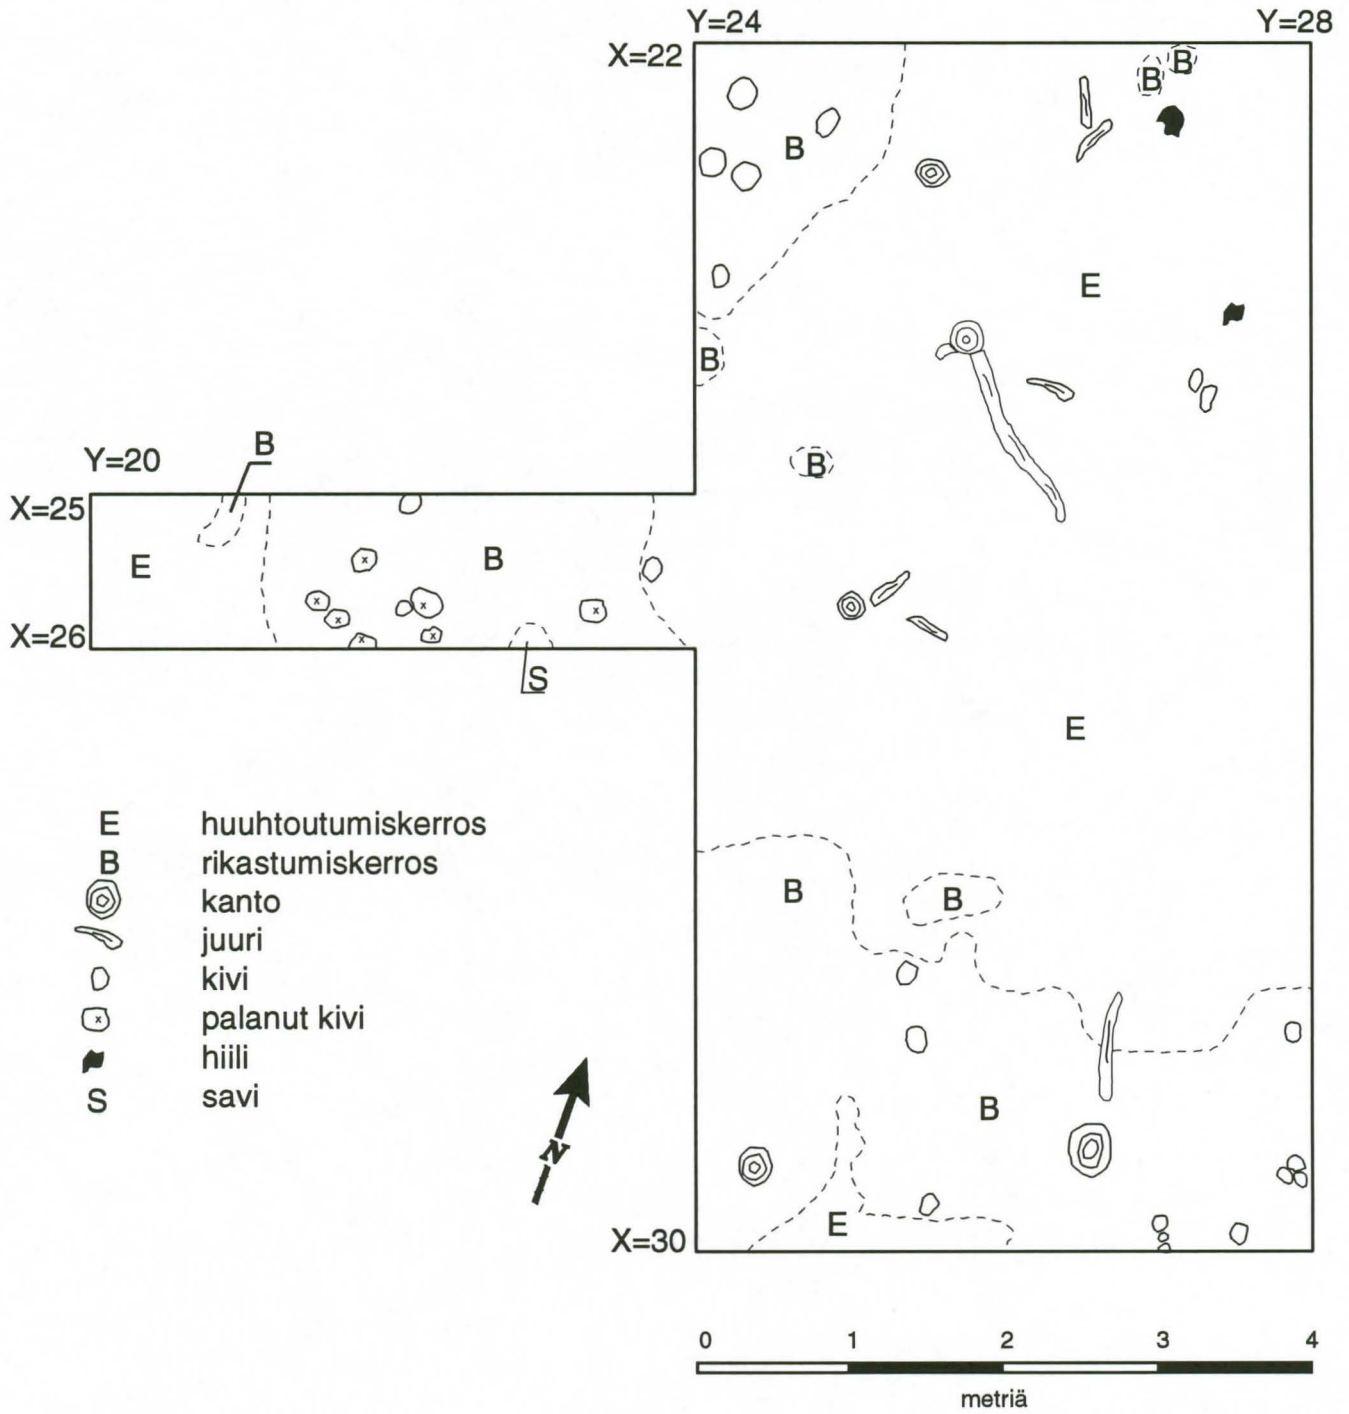 Y=24 Y=28
X=22
B
B
B
B
E
B
B
Y=20
B
X=25
E
B
X=26
S
E
E huuhtoutumiskerros
B rikastumiskerros
kanto
juuri
kivi
x palanut kivi
hiili
S savi
B
B
B
N
E
X=30
x
x
x
x
x
x
x
0 1 2 3 4
metriä